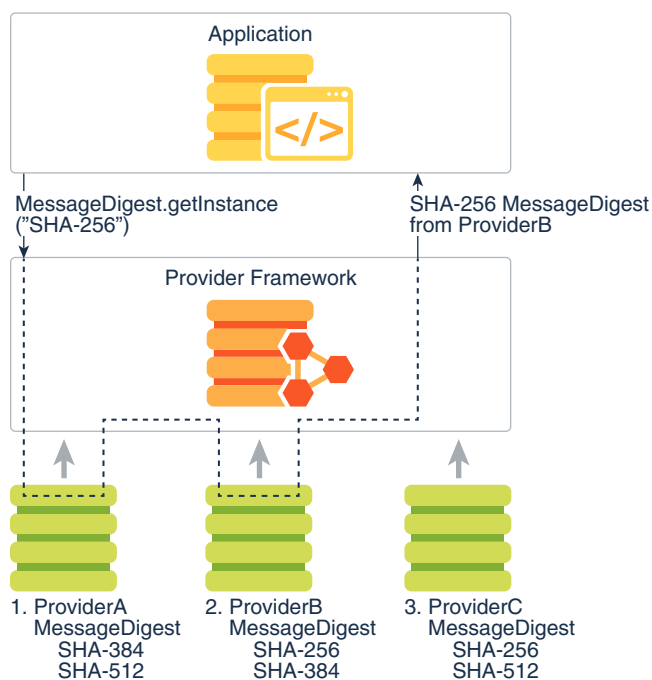 Application
</>
MessageDigest.getInstance
(”SHA-256”)
SHA-256 MessageDigest
from ProviderB
Provider Framework
1. ProviderA
MessageDigest
SHA-384
SHA-512
2. ProviderB
MessageDigest
SHA-256
SHA-384
3. ProviderC
MessageDigest
SHA-256
SHA-512